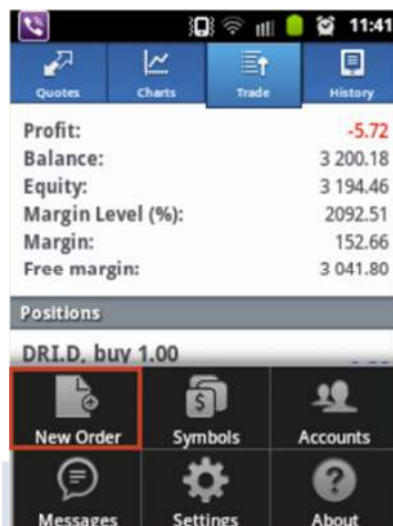 11:41
Quotes Charts Trade History
Profit: -5.72
Balance: 3 200.18
Equity: 3 194.46
Margin Level (%): 2092.51
Margin: 152.66
Free margin: 3 041.80
Positions
DRI.D, buy 1.00
New Order Symbols Accounts
Messages Settings About